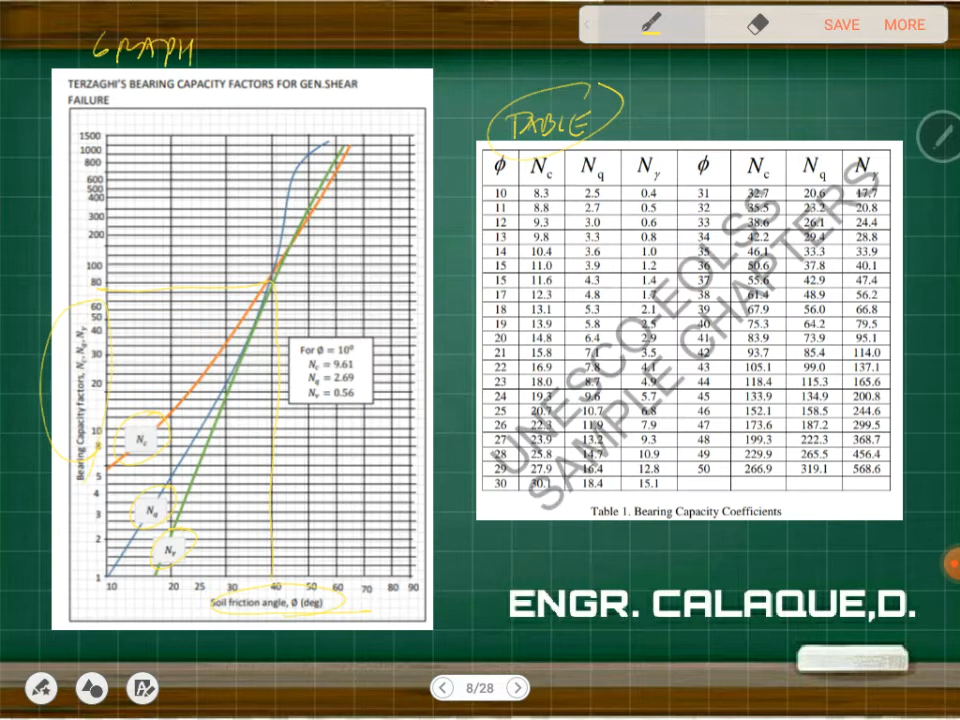 SAVE MORE
GRAPH
TERZAGHI'S BEARING CAPACITY FACTORS FOR GEN.SHEAR
FAILURE
1500
1000
800
600
500
400
300
200
100
80
60
50
40
30
20
10
8
5
4
3
2
1
Bearing Capacity factors, Nc, Nq, Nγ
For Ø = 10⁰
Nc = 9.61
Nq = 2.69
Nγ = 0.56
Nc
Nq
Nγ
10 20 25 30 40 50 60 70 80 90
Soil friction angle, Ø (deg)
TABLE
ϕ Nc Nq Nγ ϕ Nc Nq Nγ
10 8.3 2.5 0.4 31 32.7 20.6 17.7
11 8.8 2.7 0.5 32 35.5 23.2 20.8
12 9.3 3.0 0.6 33 38.6 26.1 24.4
13 9.8 3.3 0.8 34 42.2 29.4 28.8
14 10.4 3.6 1.0 35 46.1 33.3 33.9
15 11.0 3.9 1.2 36 50.6 37.8 40.1
15 11.6 4.3 1.4 37 55.6 42.9 47.4
17 12.3 4.8 1.7 38 61.4 48.9 56.2
18 13.1 5.3 2.1 39 67.9 56.0 66.8
19 13.9 5.8 2.5 40 75.3 64.2 79.5
20 14.8 6.4 2.9 41 83.9 73.9 95.1
21 15.8 7.1 3.5 42 93.7 85.4 114.0
22 16.9 7.8 4.1 43 105.1 99.0 137.1
23 18.0 8.7 4.9 44 118.4 115.3 165.6
24 19.3 9.6 5.7 45 133.9 134.9 200.8
25 20.7 10.7 6.8 46 152.1 158.5 244.6
26 22.3 11.9 7.9 47 173.6 187.2 299.5
27 23.9 13.2 9.3 48 199.3 222.3 368.7
28 25.8 14.7 10.9 49 229.9 265.5 456.4
29 27.9 16.4 12.8 50 266.9 319.1 568.6
30 30.1 18.4 15.1
UNESCO-EOLSS
SAMPLE CHAPTERS
Table 1. Bearing Capacity Coefficients
ENGR. CALAQUE,D.
8/28